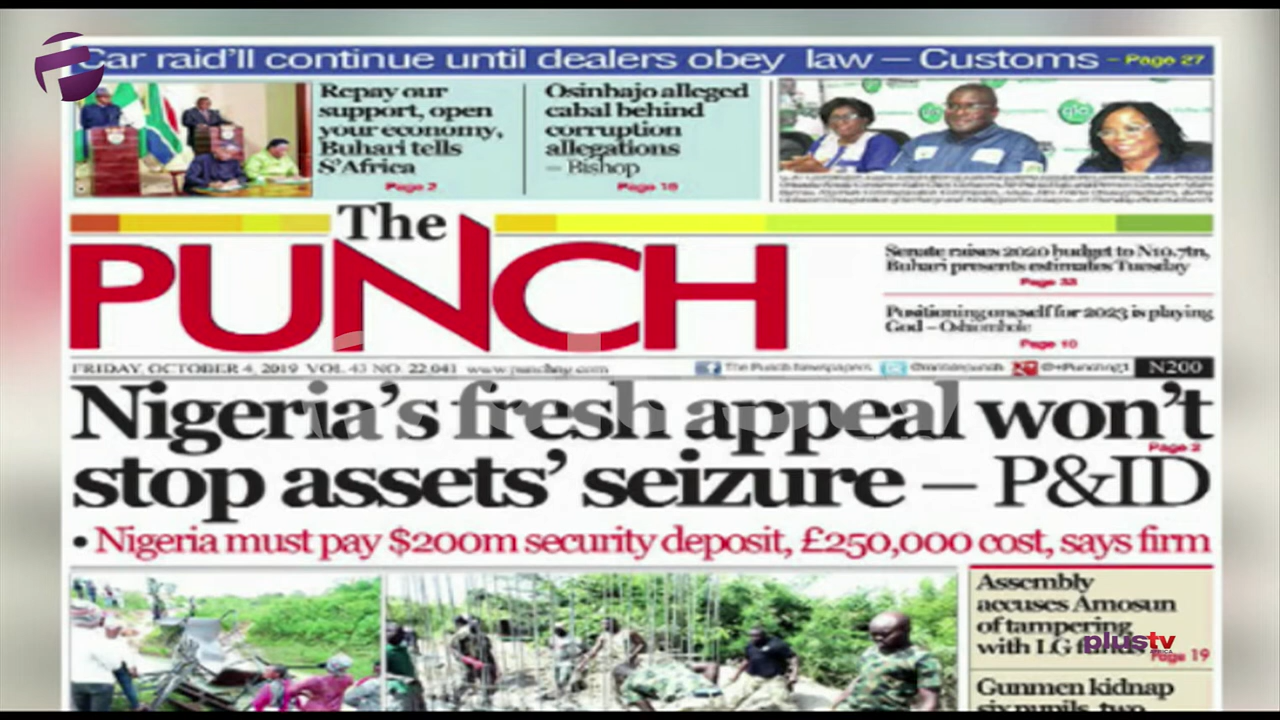 Car raid'll continue until dealers obey law — Customs – Page 27
Repay our
support, open
your economy,
Buhari tells
S'Africa
Page 2
Osinbajo alleged
cabal behind
corruption
allegations
– Bishop
glo
The
PUNCH
Senate raises 2020 budget to N10.7tn,
Buhari presents estimates Tuesday
Page 33
Positioning oneself for 2023 is playing
God – Oshiomhole
Page 10
FRIDAY, OCTOBER 4, 2019 VOL. 43 NO. 22,041 www.punchng.com
The Punch Newspapers
N200
Nigeria's fresh appeal won't
Page 2
stop assets' seizure – P&ID
• Nigeria must pay $200m security deposit, £250,000 cost, says firm
Assembly
accuses Amosun
of tampering
with LG funds
Page 19
plustv
Gunmen kidnap
six pupils, two